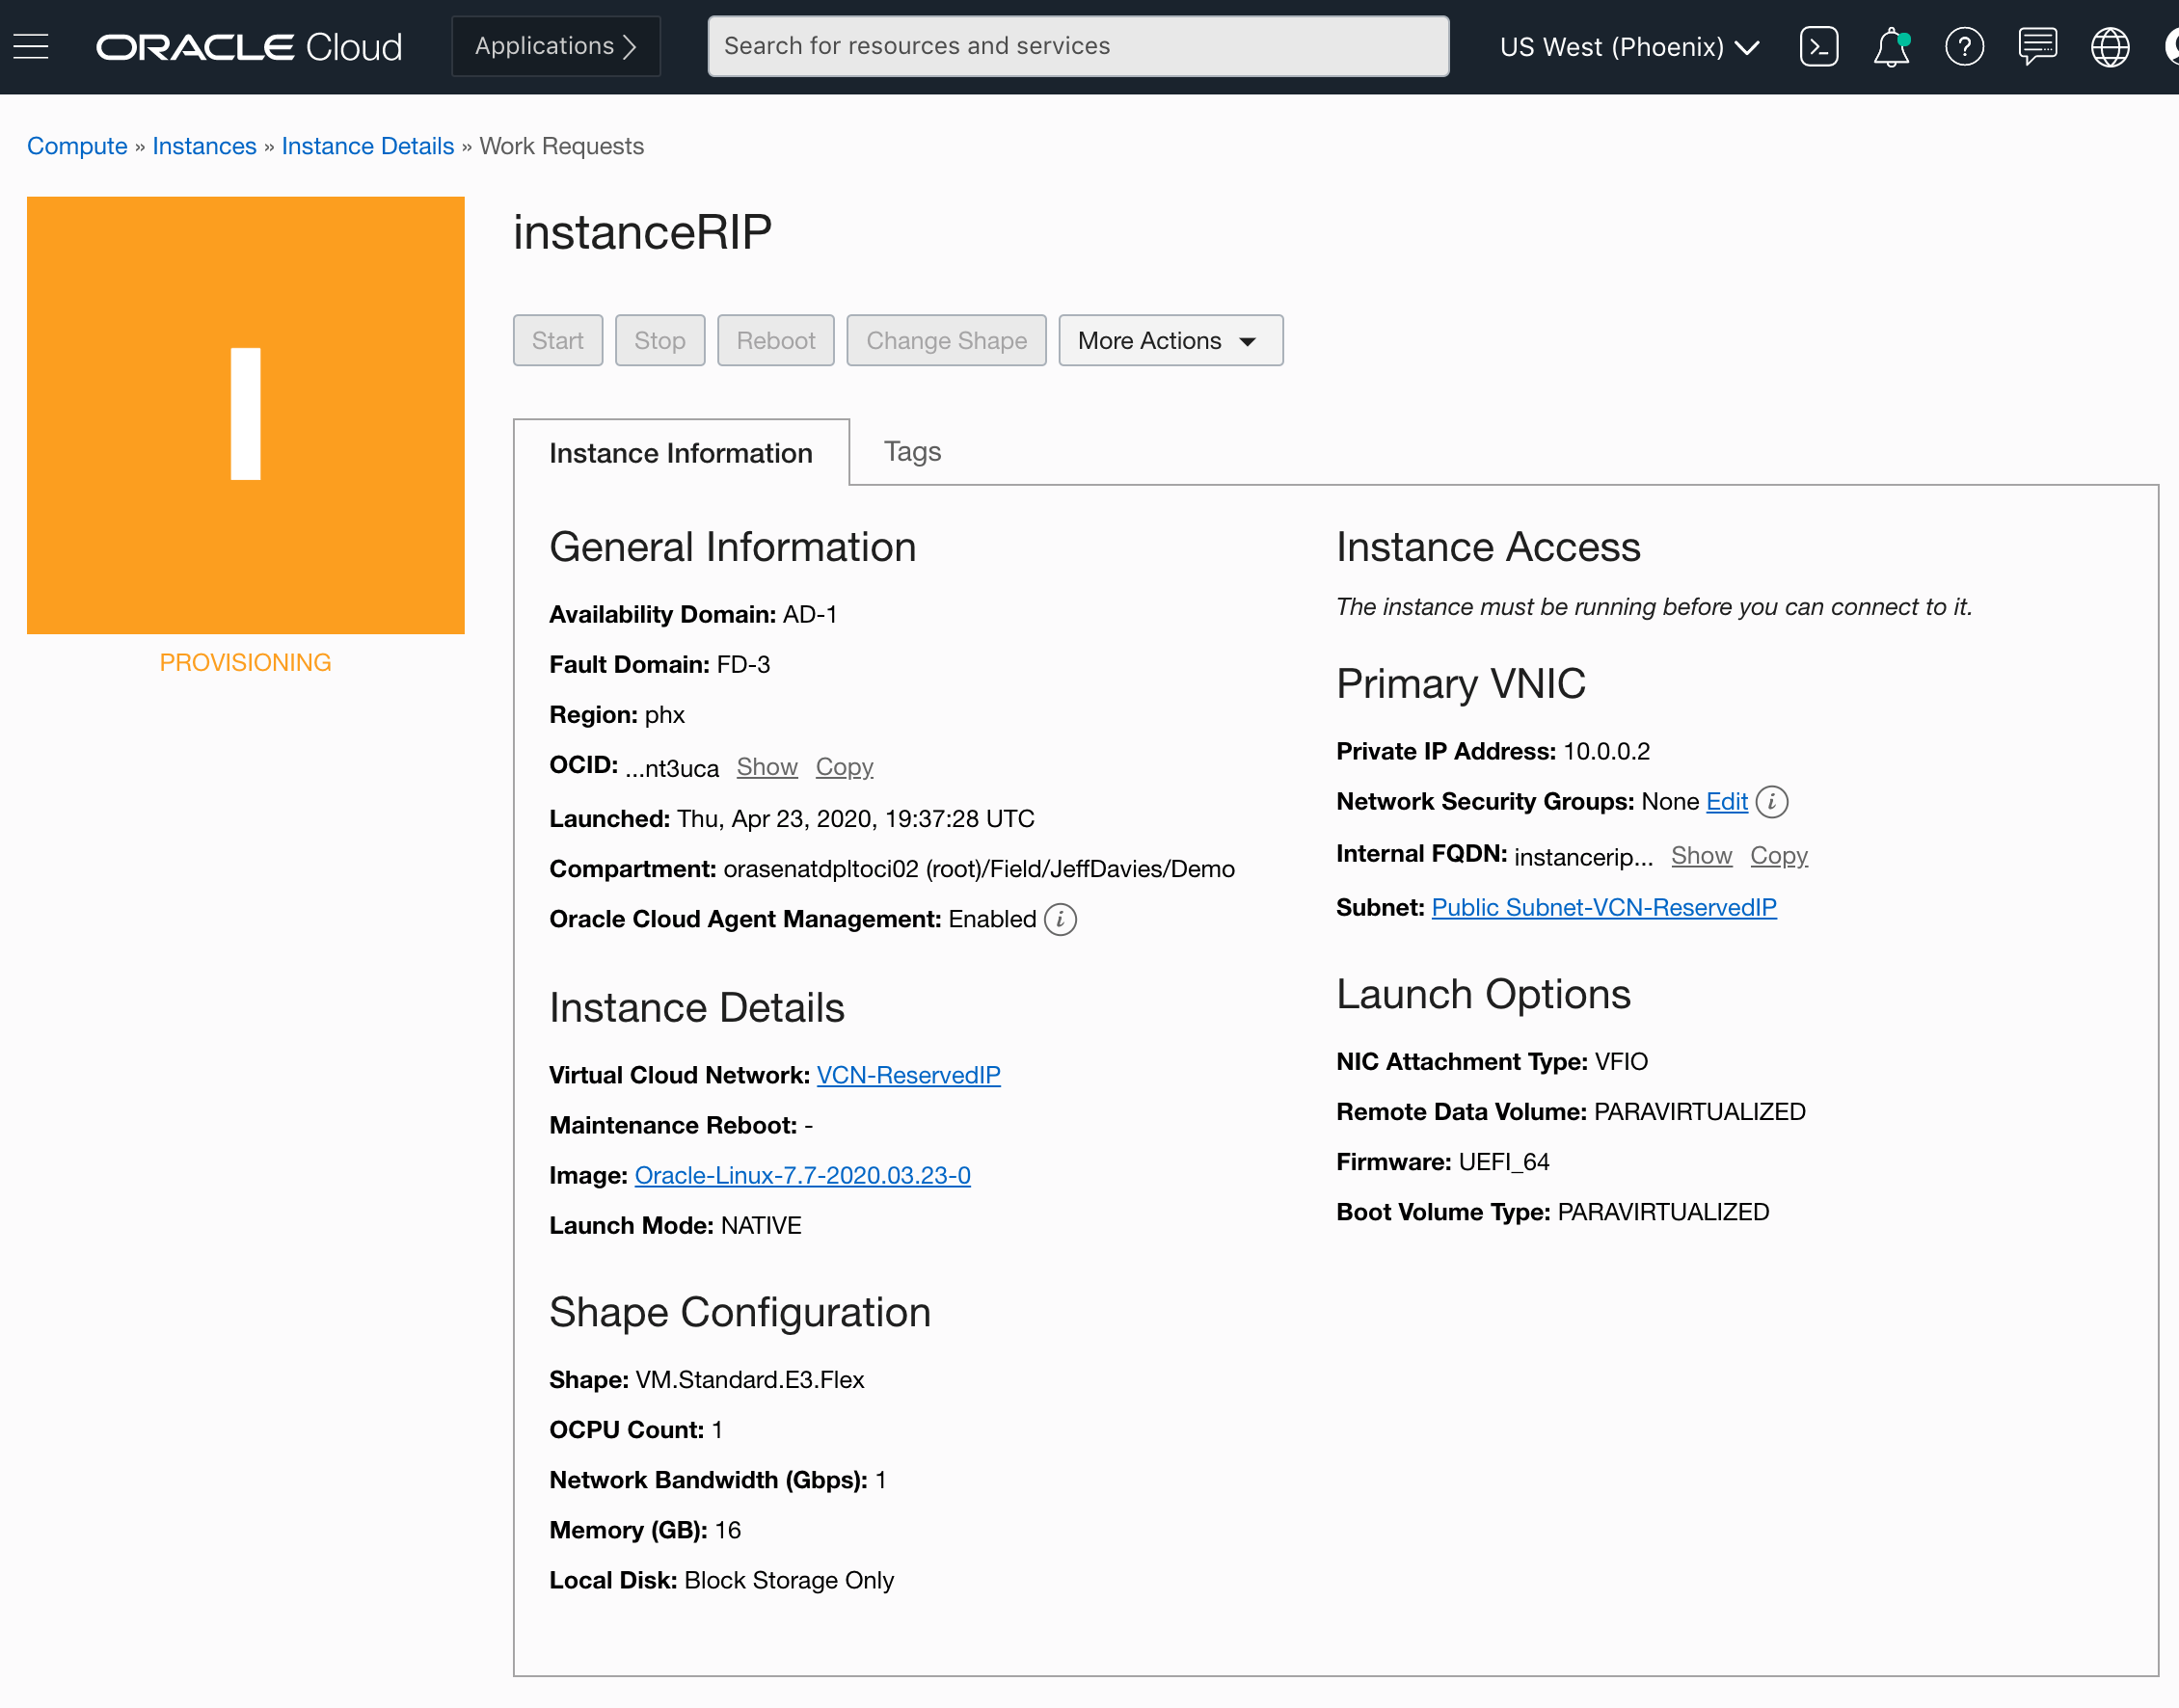 ORACLE Cloud
Applications
Search for resources and services
US West (Phoenix)
Compute » Instances » Instance Details » Work Requests
I
PROVISIONING
instanceRIP
Start
Stop
Reboot
Change Shape
More Actions
Instance Information
Tags
General Information
Availability Domain: AD-1
Fault Domain: FD-3
Region: phx
OCID: ...nt3uca Show Copy
Launched: Thu, Apr 23, 2020, 19:37:28 UTC
Compartment: orasenatdpltoci02 (root)/Field/JeffDavies/Demo
Oracle Cloud Agent Management: Enabled i
Instance Details
Virtual Cloud Network: VCN-ReservedIP
Maintenance Reboot: -
Image: Oracle-Linux-7.7-2020.03.23-0
Launch Mode: NATIVE
Shape Configuration
Shape: VM.Standard.E3.Flex
OCPU Count: 1
Network Bandwidth (Gbps): 1
Memory (GB): 16
Local Disk: Block Storage Only
Instance Access
The instance must be running before you can connect to it.
Primary VNIC
Private IP Address: 10.0.0.2
Network Security Groups: None Edit i
Internal FQDN: instancerip... Show Copy
Subnet: Public Subnet-VCN-ReservedIP
Launch Options
NIC Attachment Type: VFIO
Remote Data Volume: PARAVIRTUALIZED
Firmware: UEFI_64
Boot Volume Type: PARAVIRTUALIZED